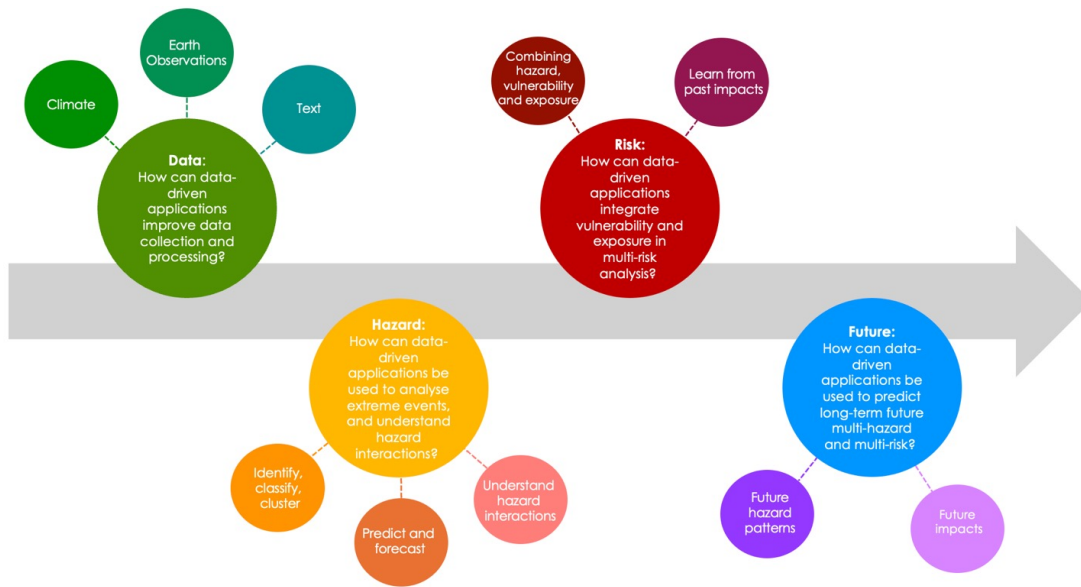 Climate
Earth
Observations
Text
Data:
How can data-
driven
applications
improve data
collection and
processing?
Hazard:
How can data-
driven
applications be
used to analyse
extreme events,
and understand
hazard
interactions?
Identify,
classify,
cluster
Predict and
forecast
Understand
hazard
interactions
Combining
hazard,
vulnerability
and exposure
Learn from
past impacts
Risk:
How can data-
driven
applications
integrate
vulnerability and
exposure in
multi-risk
analysis?
Future:
How can data-
driven
applications be
used to predict
long-term future
multi-hazard
and multi-risk?
Future
hazard
patterns
Future
impacts